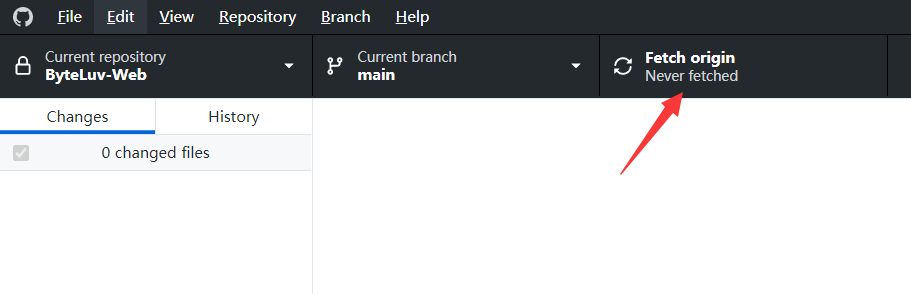 File Edit View Repository Branch Help
Current repository
ByteLuv-Web
Current branch
main
Fetch origin
Never fetched
Changes History
0 changed files